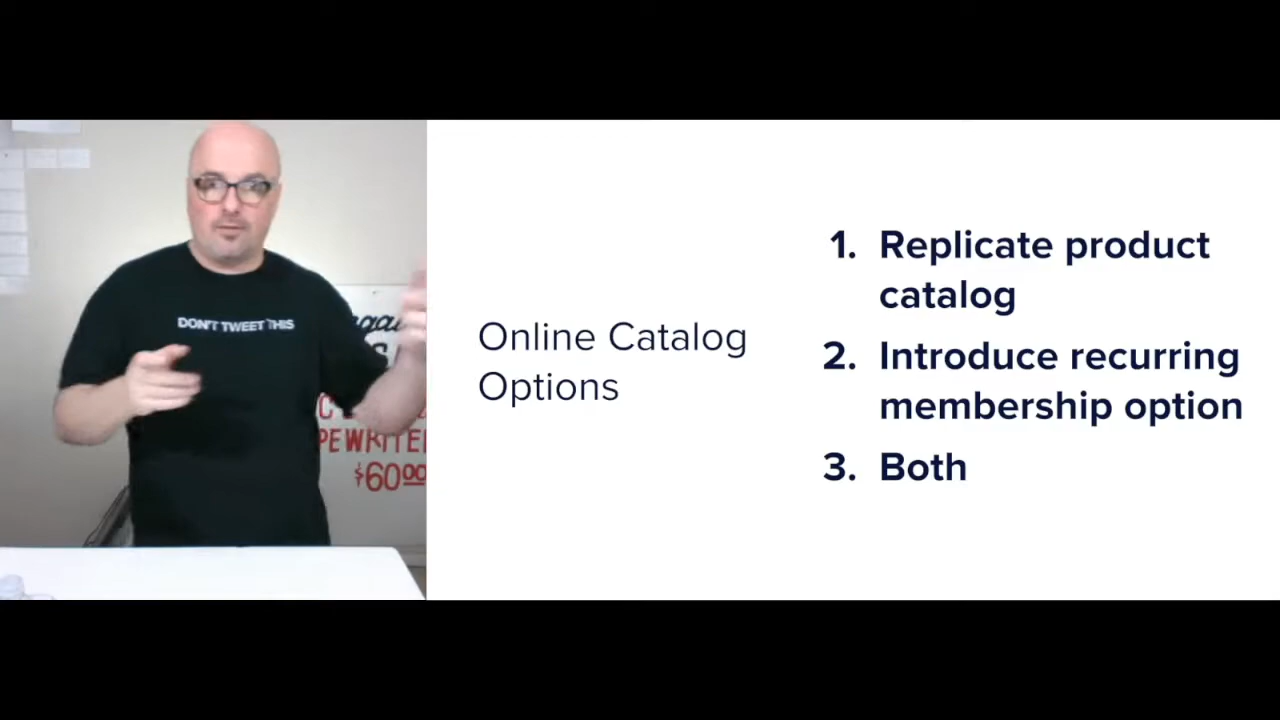 DON'T TWEET THIS
$60.00
Online Catalog
Options
1. Replicate product
catalog
2. Introduce recurring
membership option
3. Both